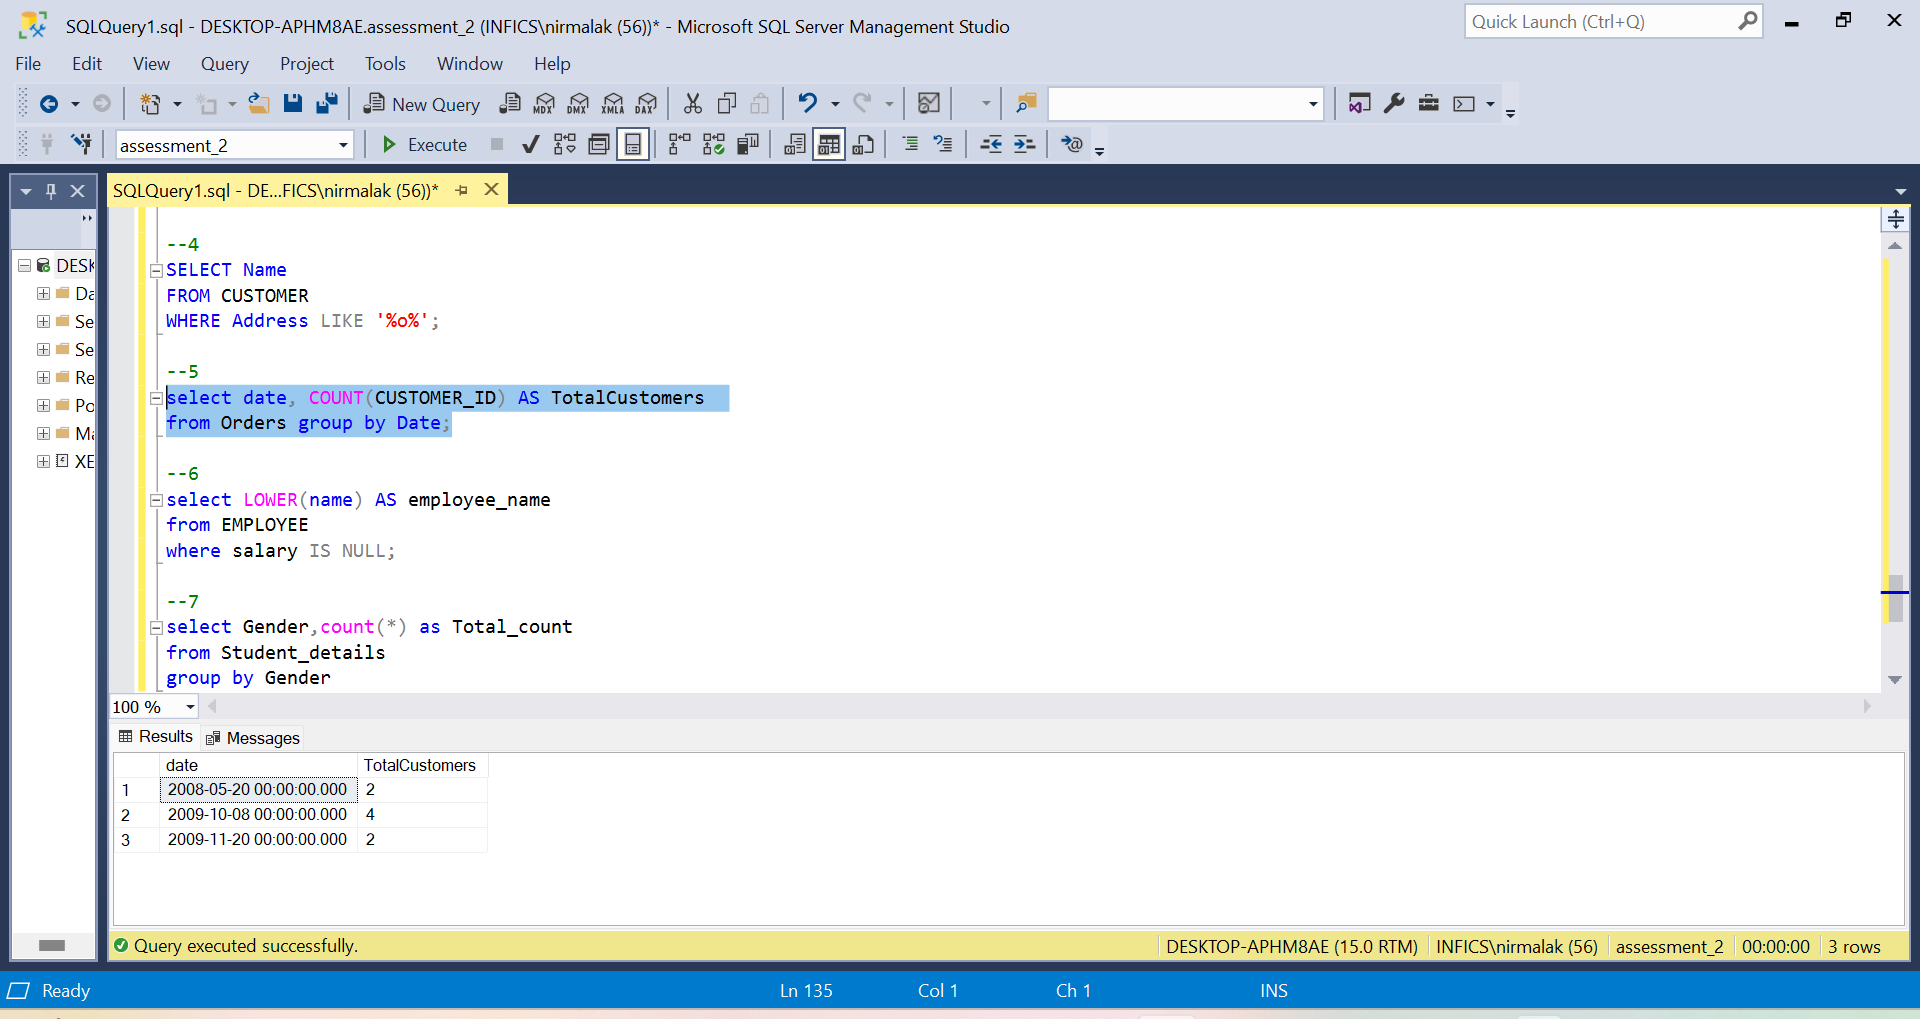 SQLQuery1.sql - DESKTOP-APHM8AE.assessment_2 (INFICS\nirmalak (56))* - Microsoft SQL Server Management Studio
Quick Launch (Ctrl+Q)
File Edit View Query Project Tools Window Help
New Query MDX DMX XMLA DAX
assessment_2 Execute
SQLQuery1.sql - DE...FICS\nirmalak (56))*
DESK
Da
Se
Se
Re
Po
Ma
XE
--4
SELECT Name
FROM CUSTOMER
WHERE Address LIKE '%o%';
--5
select date, COUNT(CUSTOMER_ID) AS TotalCustomers
from Orders group by Date;
--6
select LOWER(name) AS employee_name
from EMPLOYEE
where salary IS NULL;
--7
select Gender,count(*) as Total_count
from Student_details
group by Gender
100 %
Results Messages
date TotalCustomers
1 2008-05-20 00:00:00.000 2
2 2009-10-08 00:00:00.000 4
3 2009-11-20 00:00:00.000 2
Query executed successfully. DESKTOP-APHM8AE (15.0 RTM) INFICS\nirmalak (56) assessment_2 00:00:00 3 rows
Ready Ln 135 Col 1 Ch 1 INS